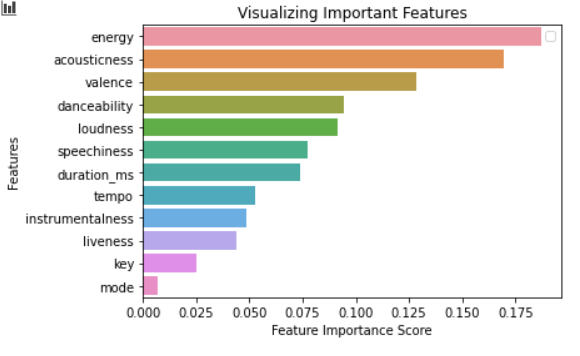 Visualizing Important Features
energy
acousticness
valence
danceability
loudness
speechiness
duration_ms
tempo
instrumentalness
liveness
key
mode
Features
0.000 0.025 0.050 0.075 0.100 0.125 0.150 0.175
Feature Importance Score